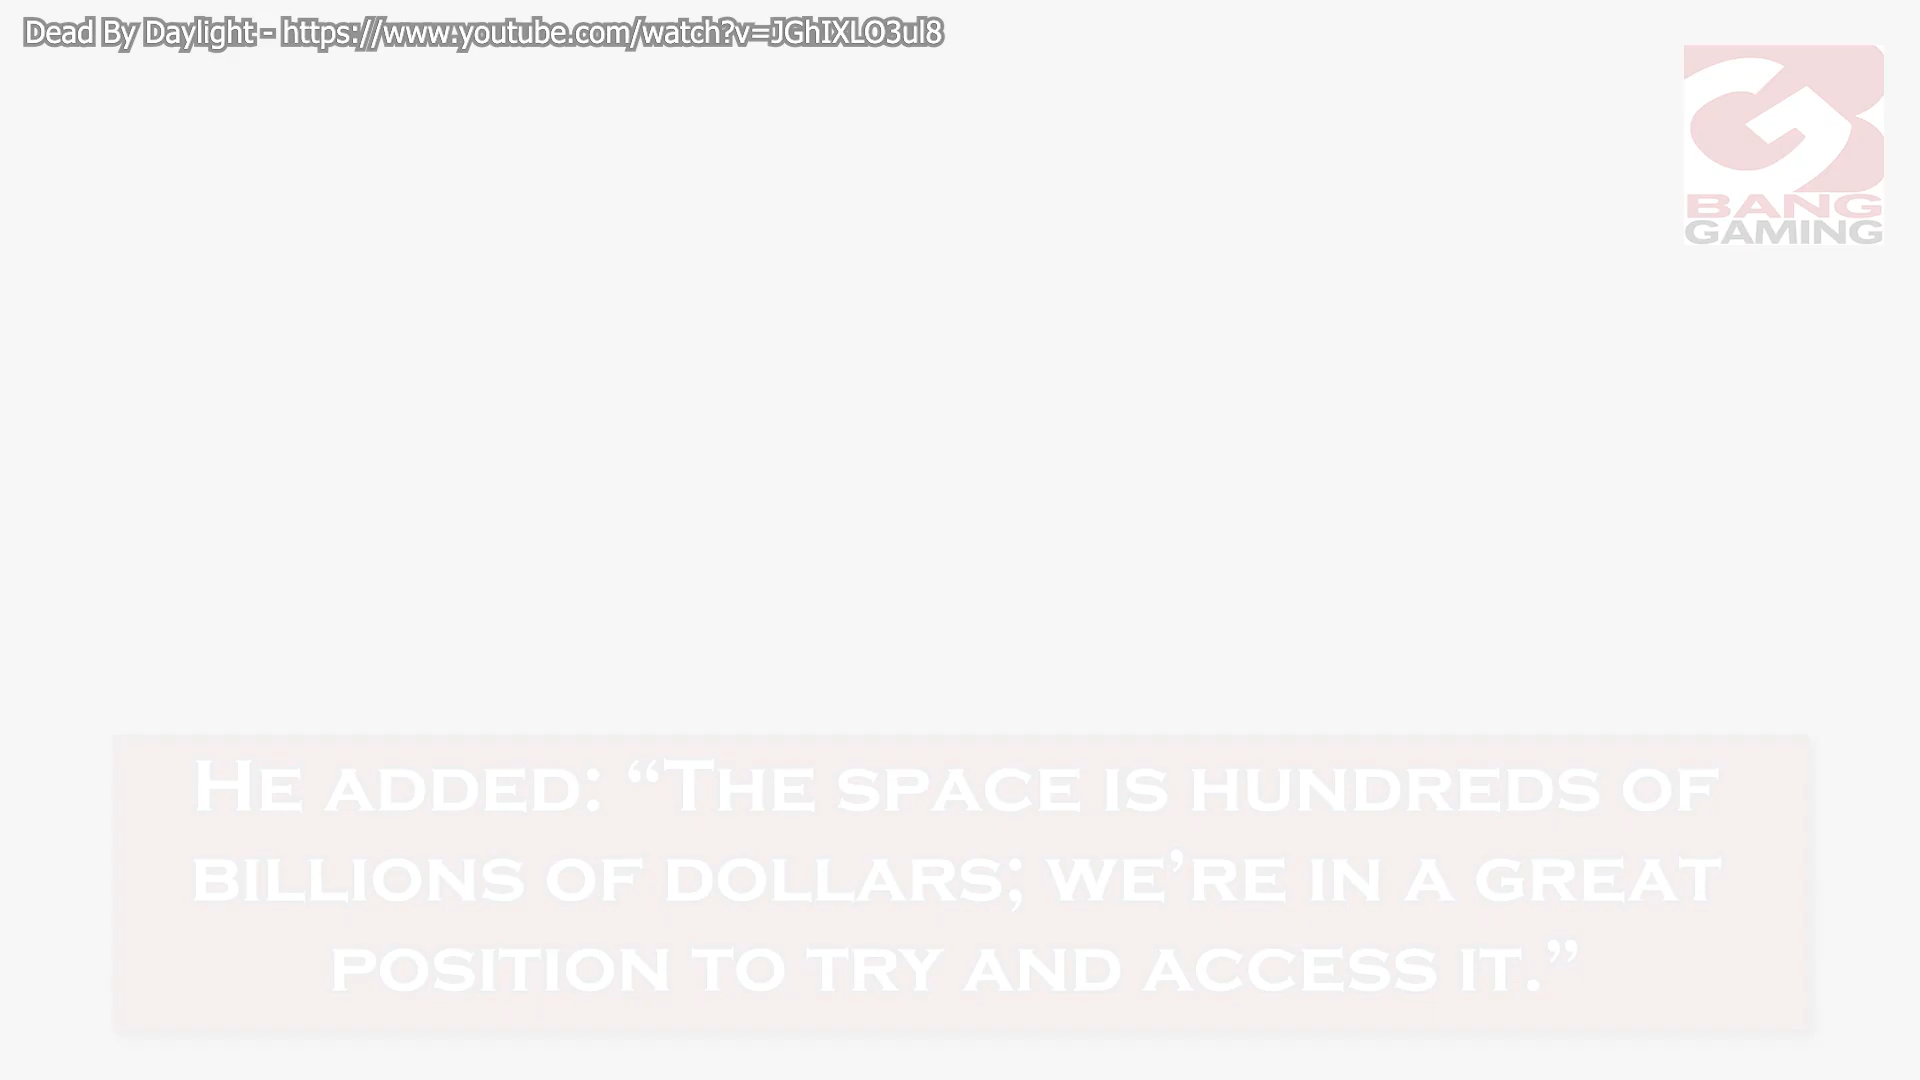 Dead By Daylight - https://www.youtube.com/watch?v=JGhIXLO3ul8
BANG
GAMING
HE ADDED: “THE SPACE IS HUNDREDS OF
BILLIONS OF DOLLARS; WE’RE IN A GREAT
POSITION TO TRY AND ACCESS IT.”